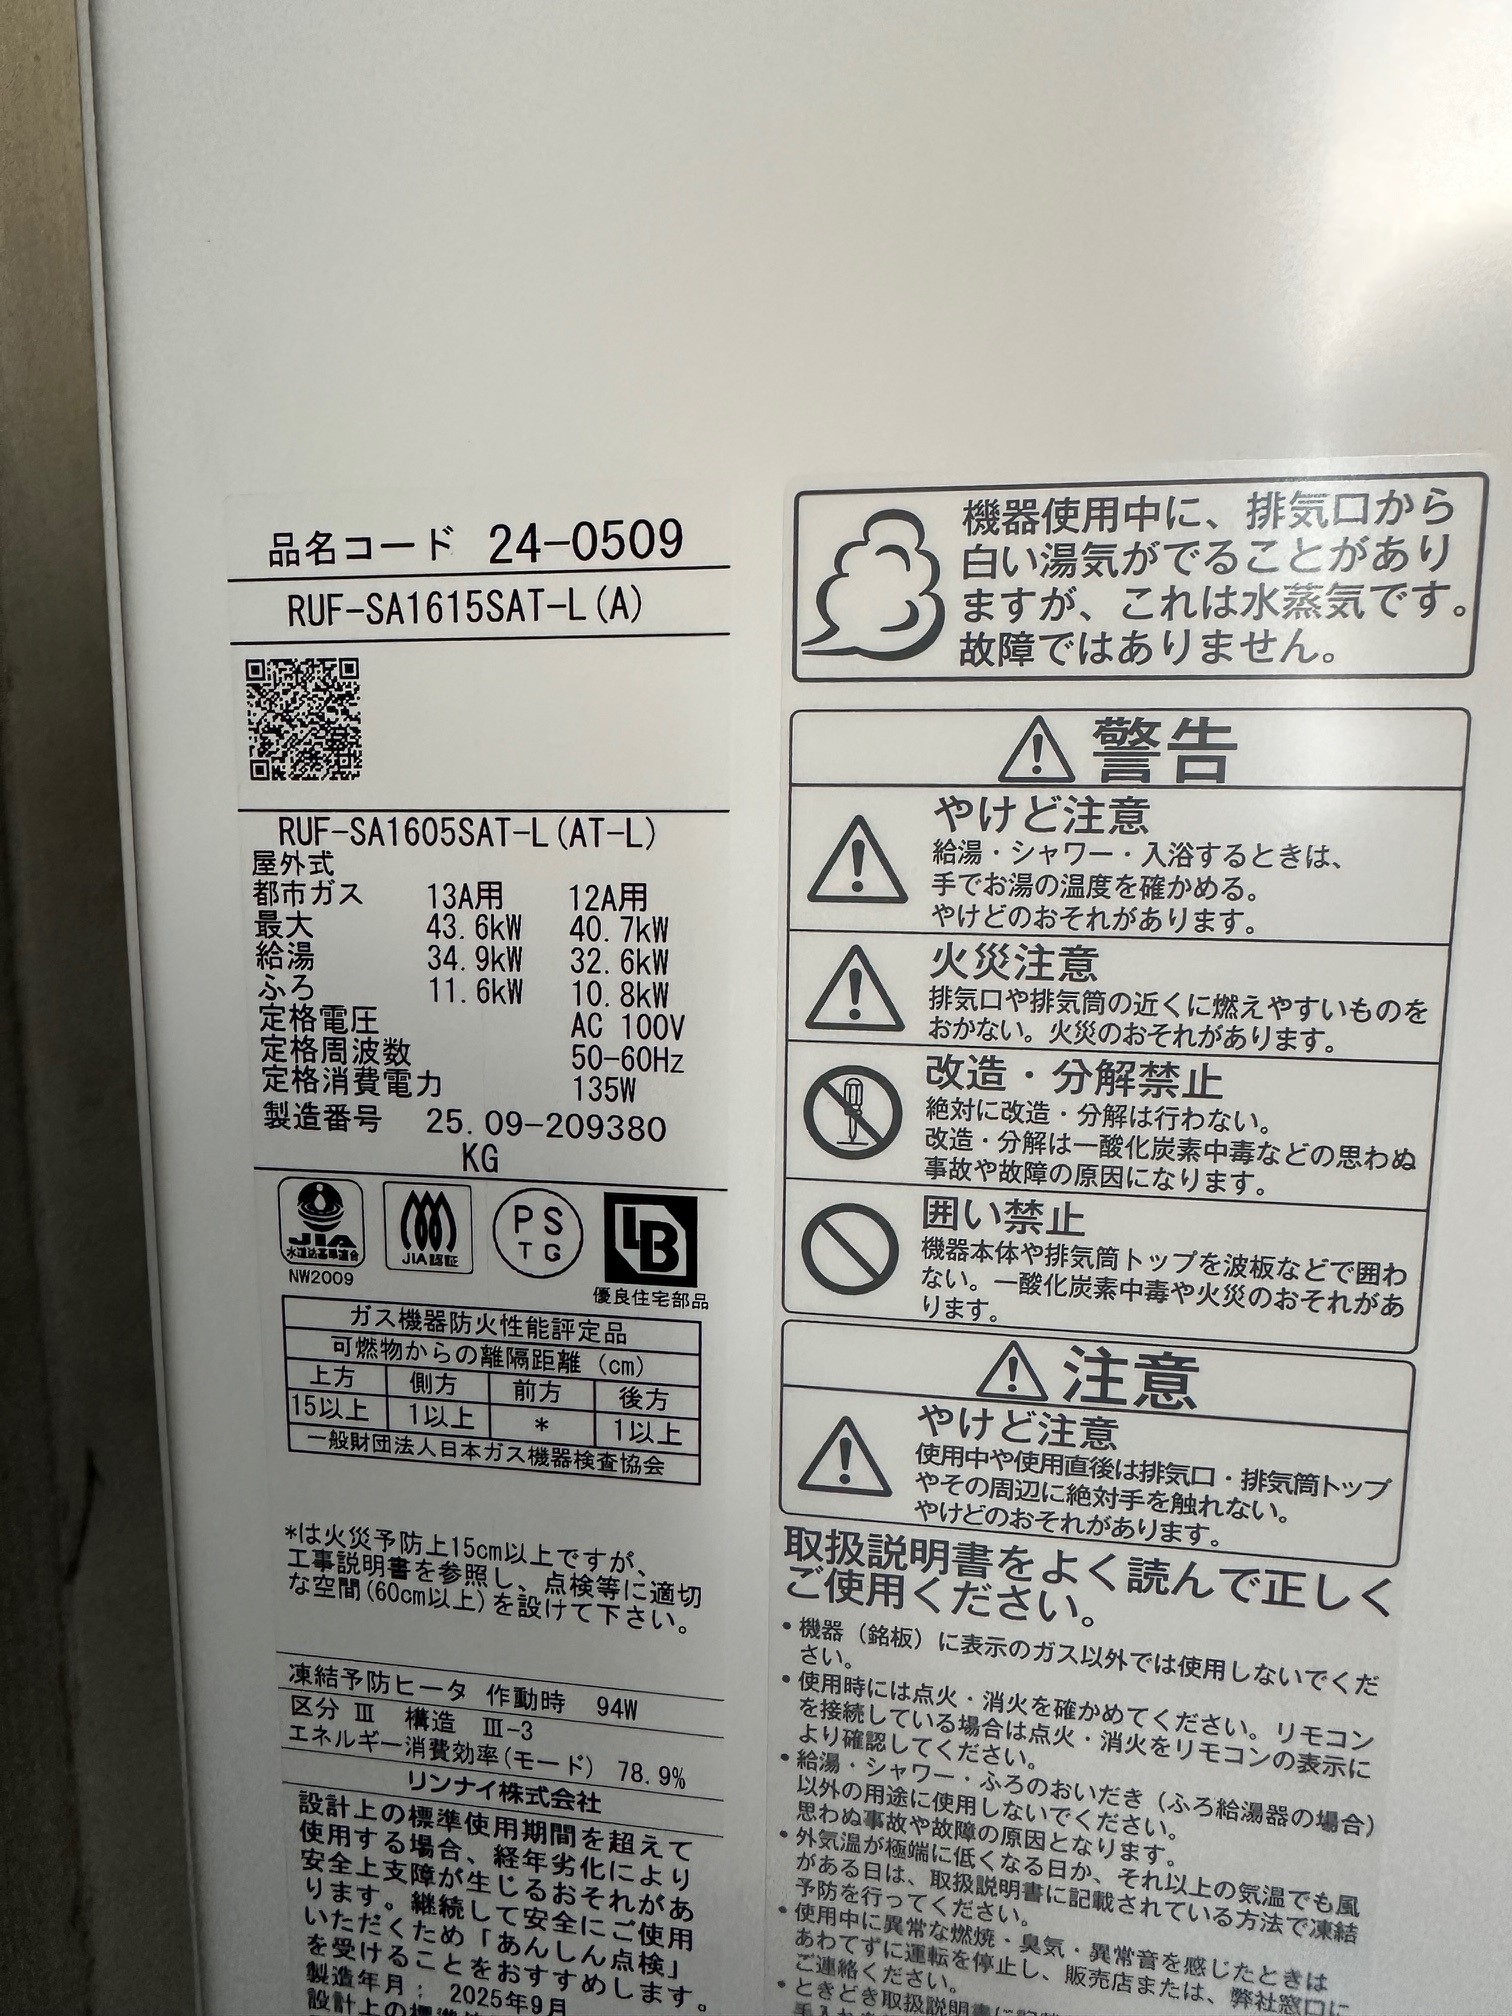 品名コード 24-0509
RUF-SA1615SAT-L(A)
RUF-SA1605SAT-L(AT-L)
屋外式
都市ガス 13A用 12A用
最大 43.6kW 40.7kW
給湯 34.9kW 32.6kW
ふろ 11.6kW 10.8kW
定格電圧 AC 100V
定格周波数 50-60Hz
定格消費電力 135W
製造番号 25.09-209380
KG
JIA
水道法基準適合
NW2009
JIA認証
PS
TG
LB
優良住宅部品
ガス機器防火性能評定品
可燃物からの離隔距離 (cm)
上方 側方 前方 後方
15以上 1以上 * 1以上
一般財団法人日本ガス機器検査協会
*は火災予防上15cm以上ですが、
工事説明書を参照し、点検等に適切
な空間(60cm以上)を設けて下さい。
凍結予防ヒータ 作動時 94W
区分 Ⅲ 構造 Ⅲ-3
エネルギー消費効率(モード) 78.9%
リンナイ株式会社
設計上の標準使用期間を超えて
使用する場合、経年劣化により
安全上支障が生じるおそれがあ
ります。継続して安全にご使用
いただくため「あんしん点検」
を受けることをおすすめします。
製造年月: 2025年9月
設計上の標準
機器使用中に、排気口から
白い湯気がでることがあり
ますが、これは水蒸気です。
故障ではありません。
警告
やけど注意
給湯・シャワー・入浴するときは、
手でお湯の温度を確かめる。
やけどのおそれがあります。
火災注意
排気口や排気筒の近くに燃えやすいものを
おかない。火災のおそれがあります。
改造・分解禁止
絶対に改造・分解は行わない。
改造・分解は一酸化炭素中毒などの思わぬ
事故や故障の原因になります。
囲い禁止
機器本体や排気筒トップを波板などで囲わ
ない。一酸化炭素中毒や火災のおそれがあ
ります。
注意
やけど注意
使用中や使用直後は排気口・排気筒トップ
やその周辺に絶対手を触れない。
やけどのおそれがあります。
取扱説明書をよく読んで正しく
ご使用ください。
・機器(銘板)に表示のガス以外では使用しないでくだ
さい。
・使用時には点火・消火を確かめてください。リモコン
を接続している場合は点火・消火をリモコンの表示に
より確認してください。
・給湯・シャワー・ふろのおいだき(ふろ給湯器の場合)
以外の用途に使用しないでください。
思わぬ事故や故障の原因となります。
・外気温が極端に低くなる日か、それ以上の気温でも風
がある日は、取扱説明書に記載されている方法で凍結
予防を行ってください。
・使用中に異常な燃焼・臭気・異常音を感じたときは
あわてずに運転を停止し、販売店または、弊社窓口に
ご連絡ください。
・ときどき取扱説明書に